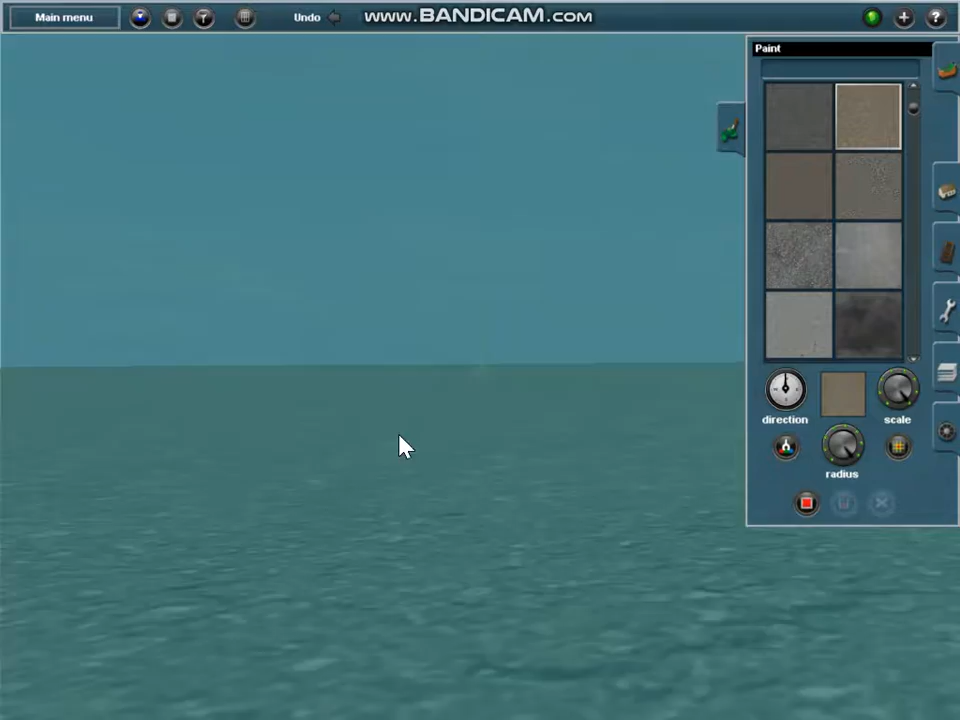 Main menu
Undo
WWW.BANDICAM.COM
?
Paint
direction
scale
radius